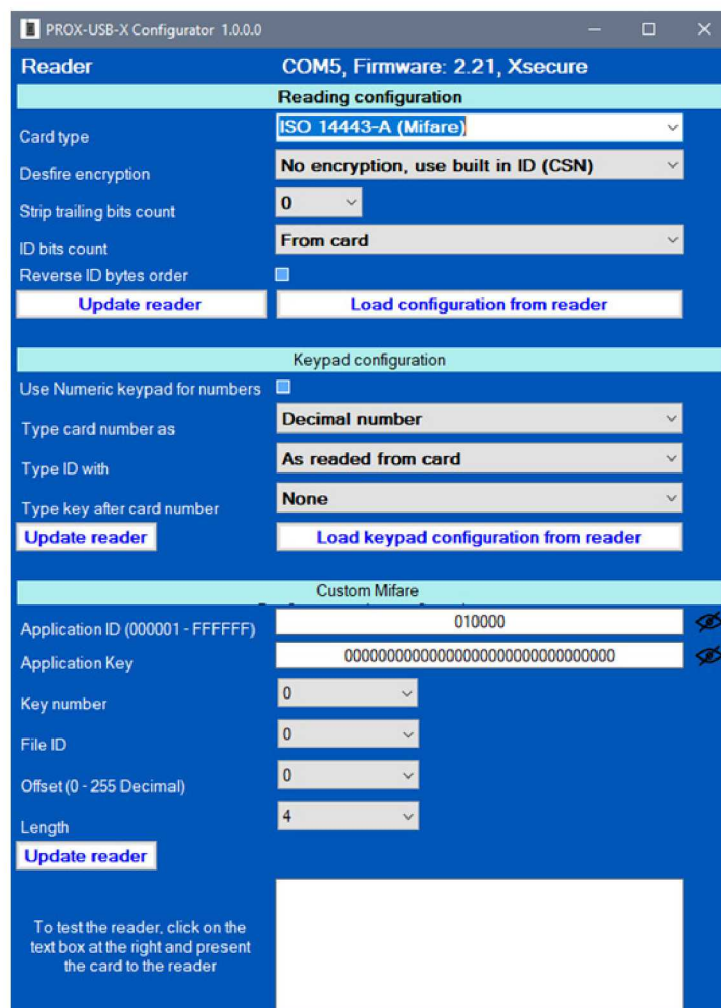 PROX-USB-X Configurator 1.0.0.0
Reader COM5, Firmware: 2.21, Xsecure
Reading configuration
Card type ISO 14443-A (Mifare)
Desfire encryption No encryption, use built in ID (CSN)
Strip trailing bits count 0
ID bits count From card
Reverse ID bytes order
Update reader Load configuration from reader
Keypad configuration
Use Numeric keypad for numbers
Type card number as Decimal number
Type ID with As readed from card
Type key after card number None
Update reader Load keypad configuration from reader
Custom Mifare
Application ID (000001 - FFFFFF) 010000
Application Key 00000000000000000000000000000000
Key number 0
File ID 0
Offset (0 - 255 Decimal) 0
Length 4
Update reader
To test the reader, click on the
text box at the right and present
the card to the reader